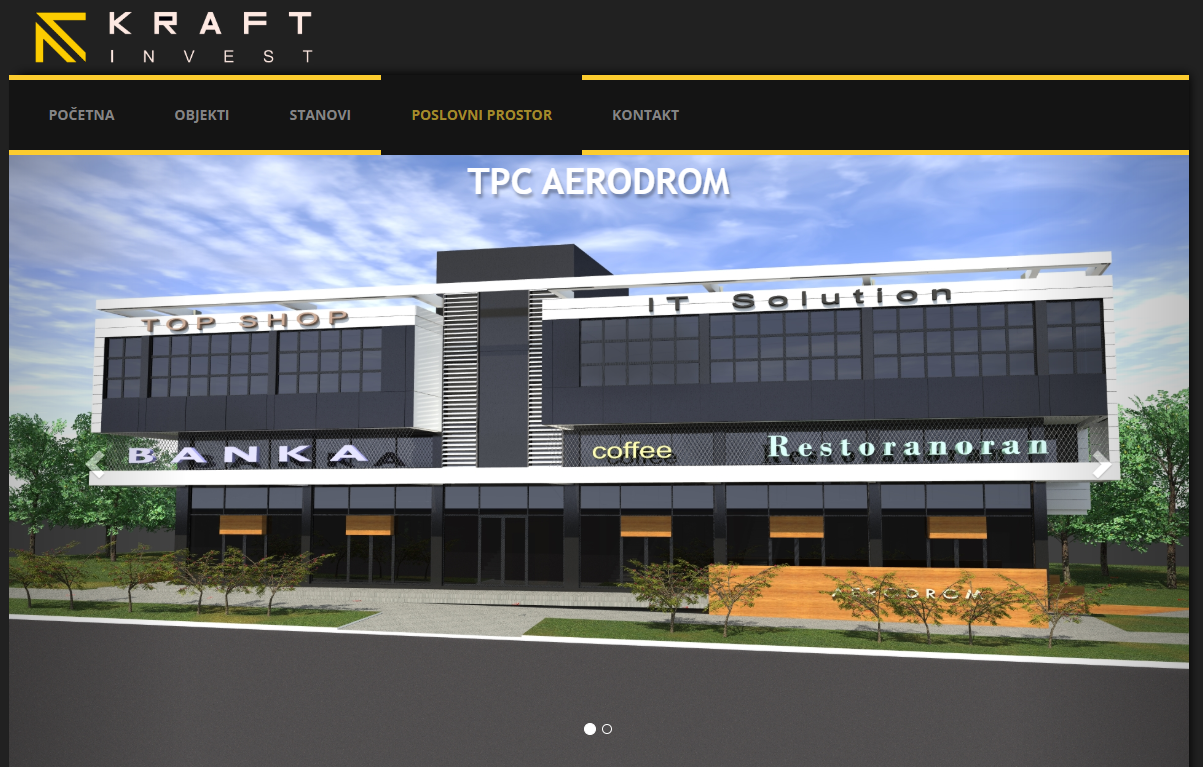 KRAFT
INVEST
POČETNA OBJEKTI STANOVI POSLOVNI PROSTOR KONTAKT
TPC AERODROM
TOP SHOP
IT Solution
BANKA
coffee
Restoranoran
AERODROM